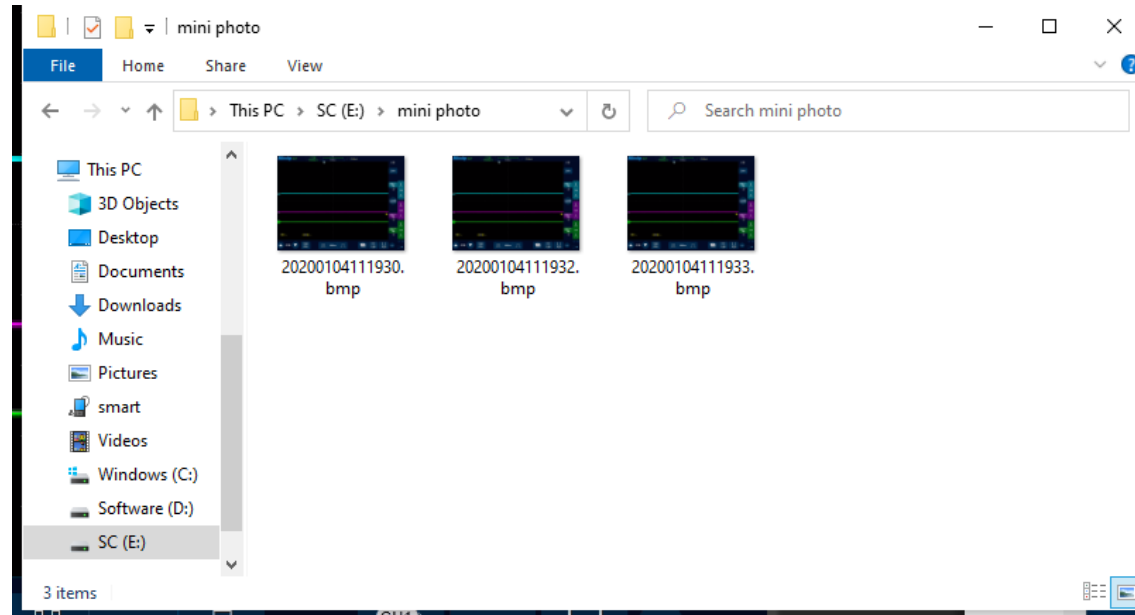 mini photo
File Home Share View
This PC > SC (E:) > mini photo
Search mini photo
This PC
3D Objects
Desktop
Documents
Downloads
Music
Pictures
smart
Videos
Windows (C:)
Software (D:)
SC (E:)
20200104111930.
bmp
20200104111932.
bmp
20200104111933.
bmp
3 items